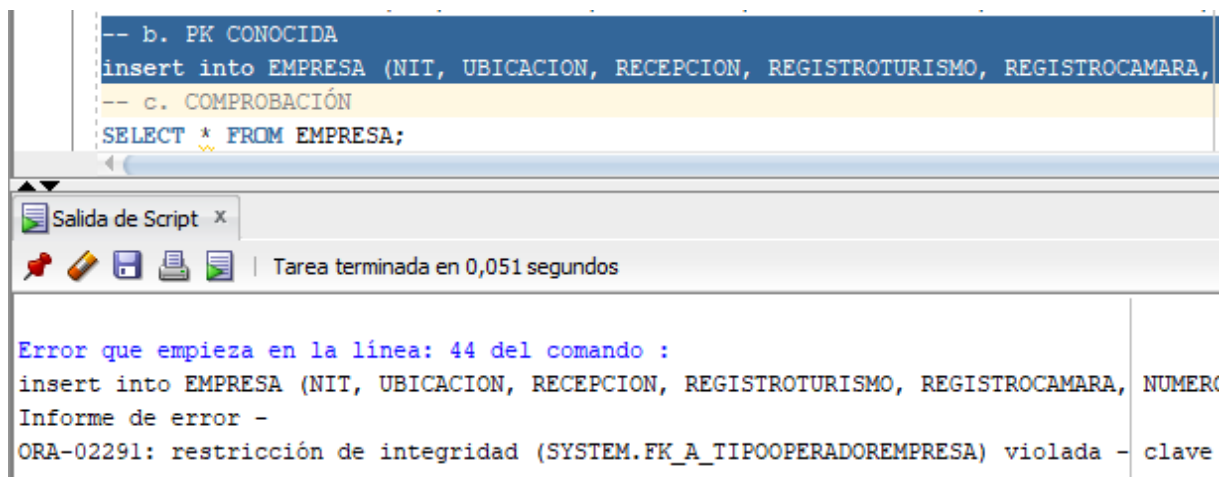 -- b. PK CONOCIDA
insert into EMPRESA (NIT, UBICACION, RECEPCION, REGISTROTURISMO, REGISTROCAMARA,
-- c. COMPROBACIÓN
SELECT * FROM EMPRESA;
Salida de Script x
Tarea terminada en 0,051 segundos
Error que empieza en la línea: 44 del comando :
insert into EMPRESA (NIT, UBICACION, RECEPCION, REGISTROTURISMO, REGISTROCAMARA, NUMERO
Informe de error -
ORA-02291: restricción de integridad (SYSTEM.FK_A_TIPOOPERADOREMPRESA) violada - clave